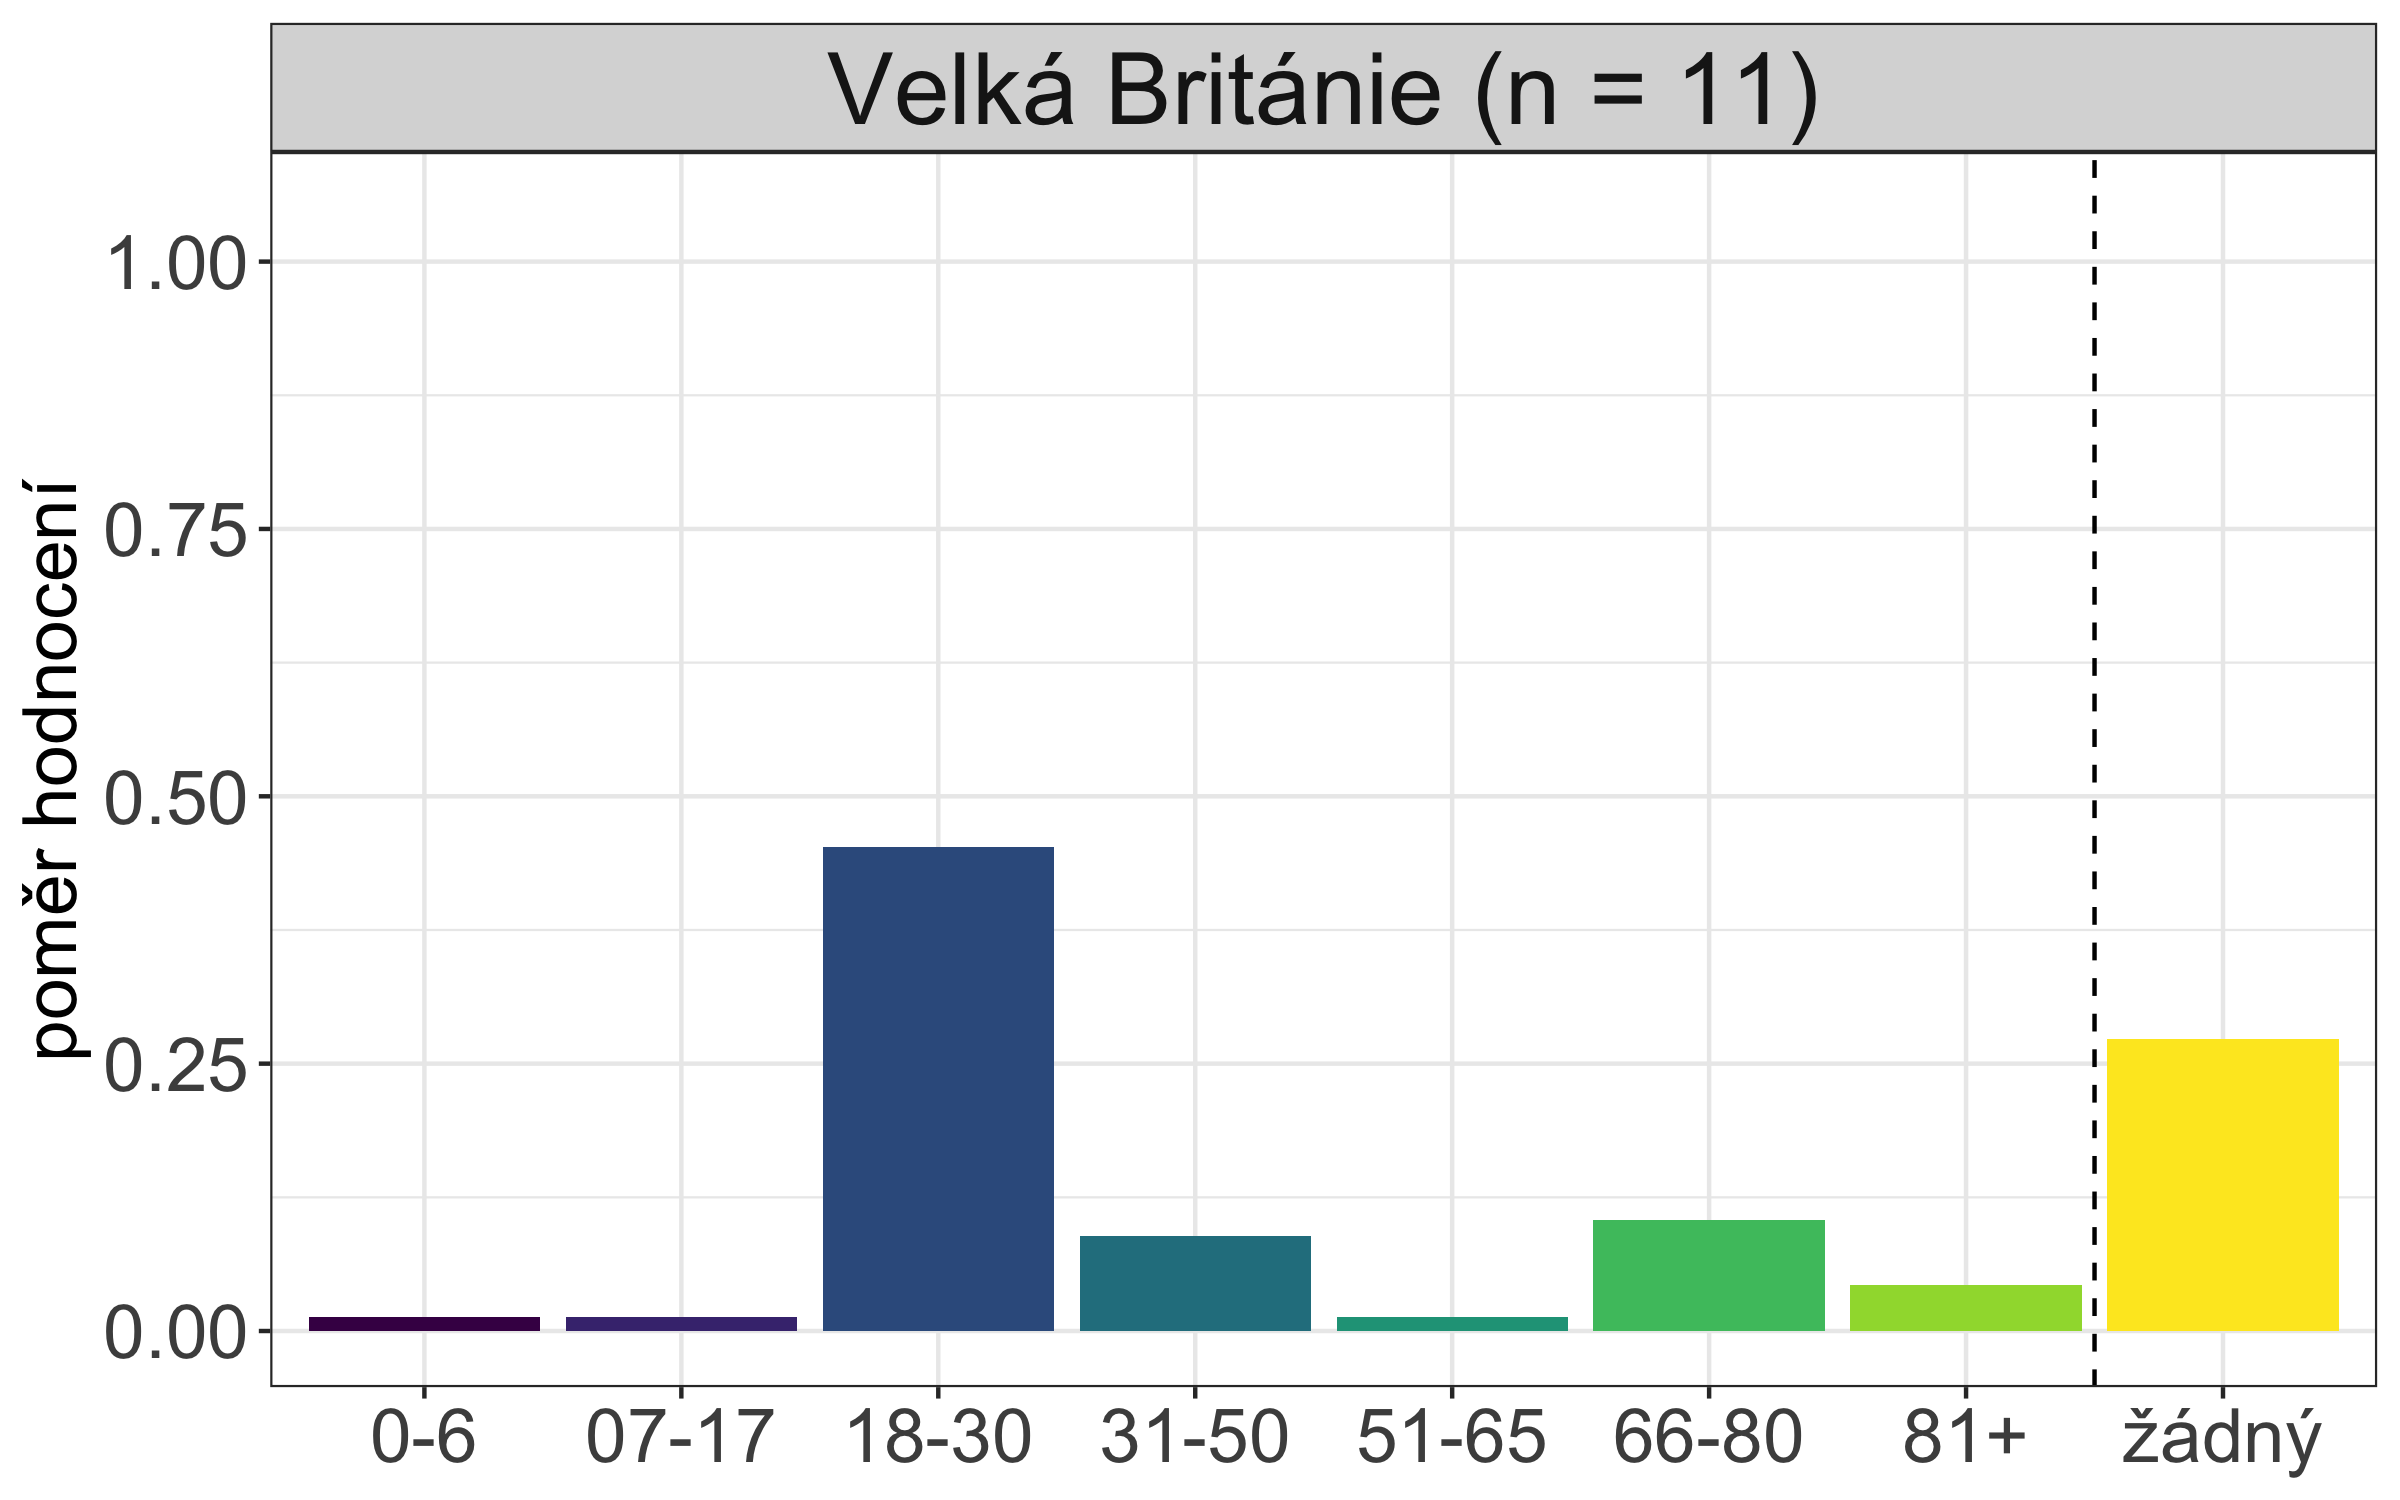 Velká Británie (n = 11)
poměr hodnocení
1.00
0.75
0.50
0.25
0.00
0-6 07-17 18-30 31-50 51-65 66-80 81+ žádný